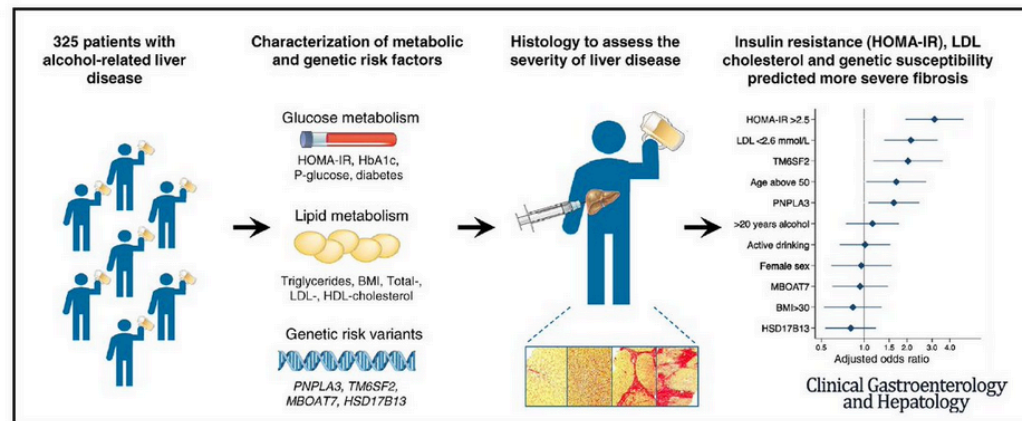 325 patients with
alcohol-related liver
disease
Characterization of metabolic
and genetic risk factors
Glucose metabolism
HOMA-IR, HbA1c,
P-glucose, diabetes
Lipid metabolism
Triglycerides, BMI, Total-,
LDL-, HDL-cholesterol
Genetic risk variants
PNPLA3, TM6SF2,
MBOAT7, HSD17B13
Histology to assess the
severity of liver disease
Insulin resistance (HOMA-IR), LDL
cholesterol and genetic susceptibility
predicted more severe fibrosis
HOMA-IR >2.5
LDL <2.6 mmol/L
TM6SF2
Age above 50
PNPLA3
>20 years alcohol
Active drinking
Female sex
MBOAT7
BMI>30
HSD17B13
0.5 1.0 1.5 2.0 3.0 4.0
Adjusted odds ratio
Clinical Gastroenterology
and Hepatology